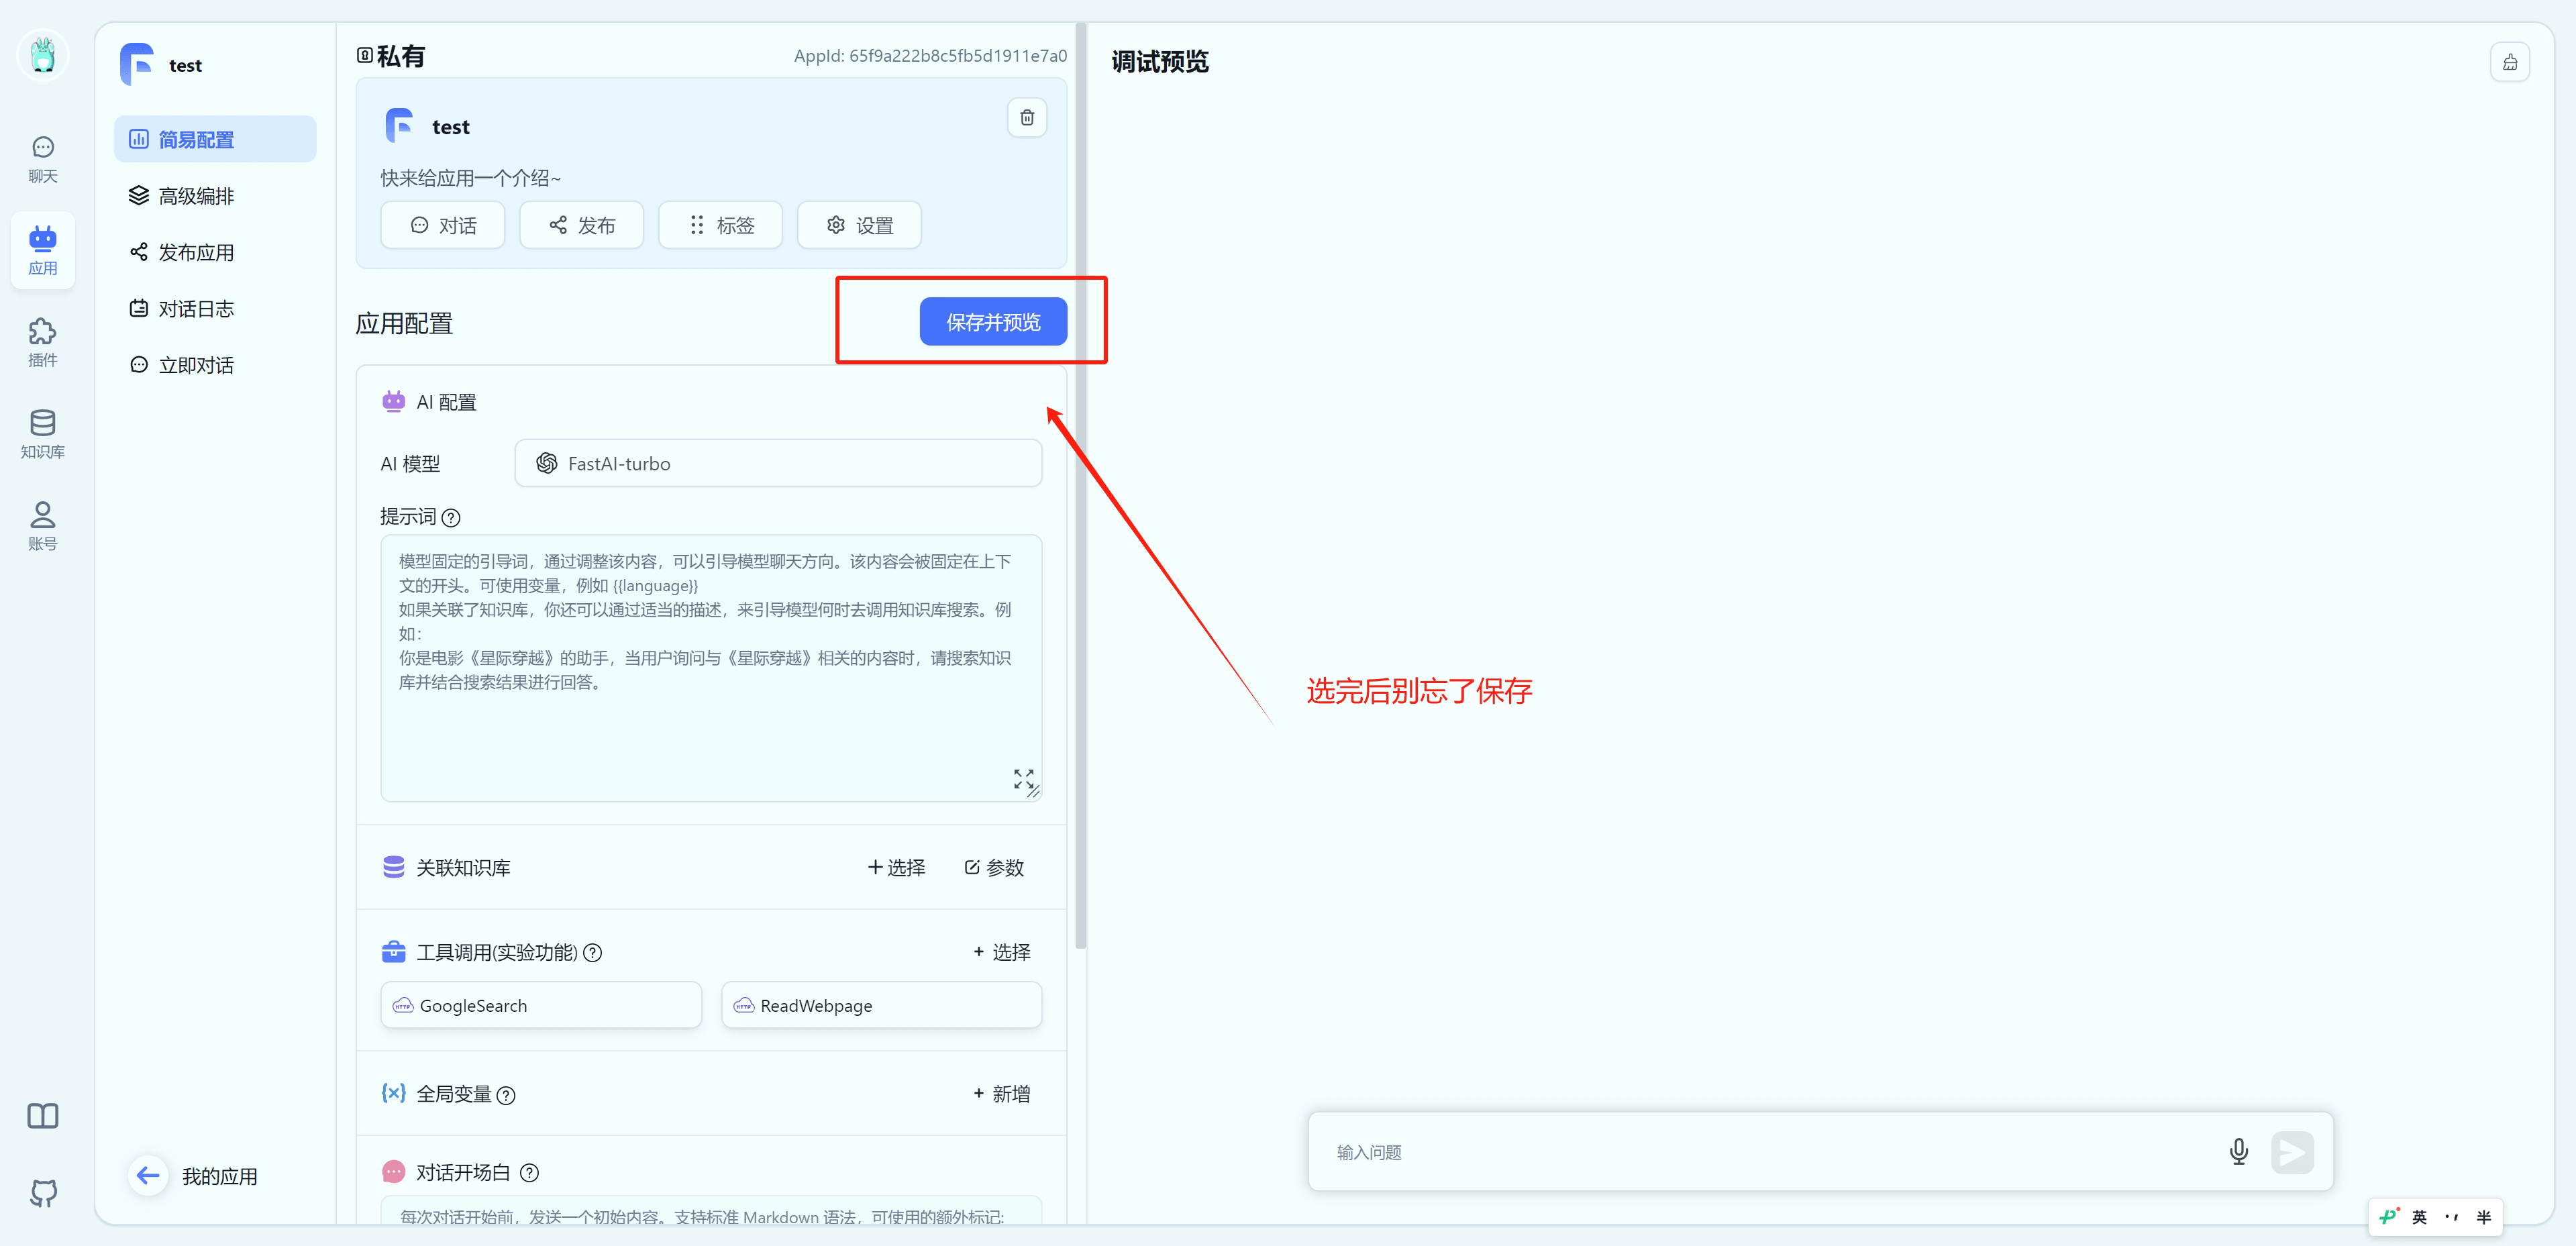 聊天
应用
插件
知识库
账号
test
简易配置
高级编排
发布应用
对话日志
立即对话
我的应用
私有
AppId: 65f9a222b8c5fb5d1911e7a0
test
快来给应用一个介绍~
对话
发布
标签
设置
应用配置
保存并预览
AI 配置
AI 模型
FastAI-turbo
提示词
模型固定的引导词，通过调整该内容，可以引导模型聊天方向。该内容会被固定在上下
文的开头。可使用变量，例如 {{language}}
如果关联了知识库，你还可以通过适当的描述，来引导模型何时去调用知识库搜索。例
如：
你是电影《星际穿越》的助手，当用户询问与《星际穿越》相关的内容时，请搜索知识
库并结合搜索结果进行回答。
关联知识库
+选择
参数
工具调用(实验功能)
+ 选择
HTTP GoogleSearch
HTTP ReadWebpage
全局变量
+ 新增
对话开场白
每次对话开始前，发送一个初始内容。支持标准 Markdown 语法，可使用的额外标记:
调试预览
选完后别忘了保存
输入问题
英 半